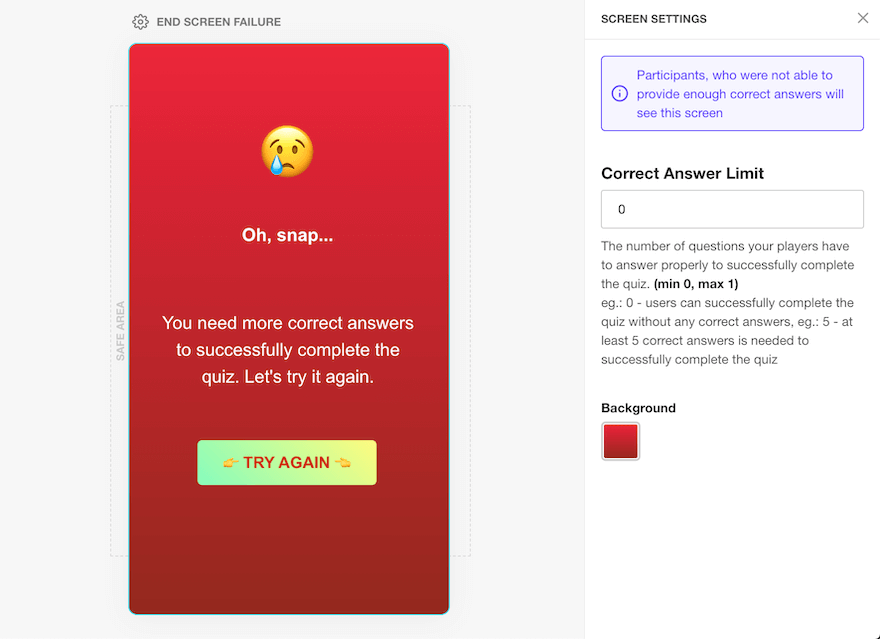 END SCREEN FAILURE
SAFE AREA
Oh, snap...
You need more correct answers
to successfully complete the
quiz. Let's try it again.
👉 TRY AGAIN 👈
SCREEN SETTINGS
Participants, who were not able to
provide enough correct answers will
see this screen
Correct Answer Limit
0
The number of questions your players have
to answer properly to successfully complete
the quiz. (min 0, max 1)
eg.: 0 - users can successfully complete the
quiz without any correct answers, eg.: 5 - at
least 5 correct answers is needed to
successfully complete the quiz
Background